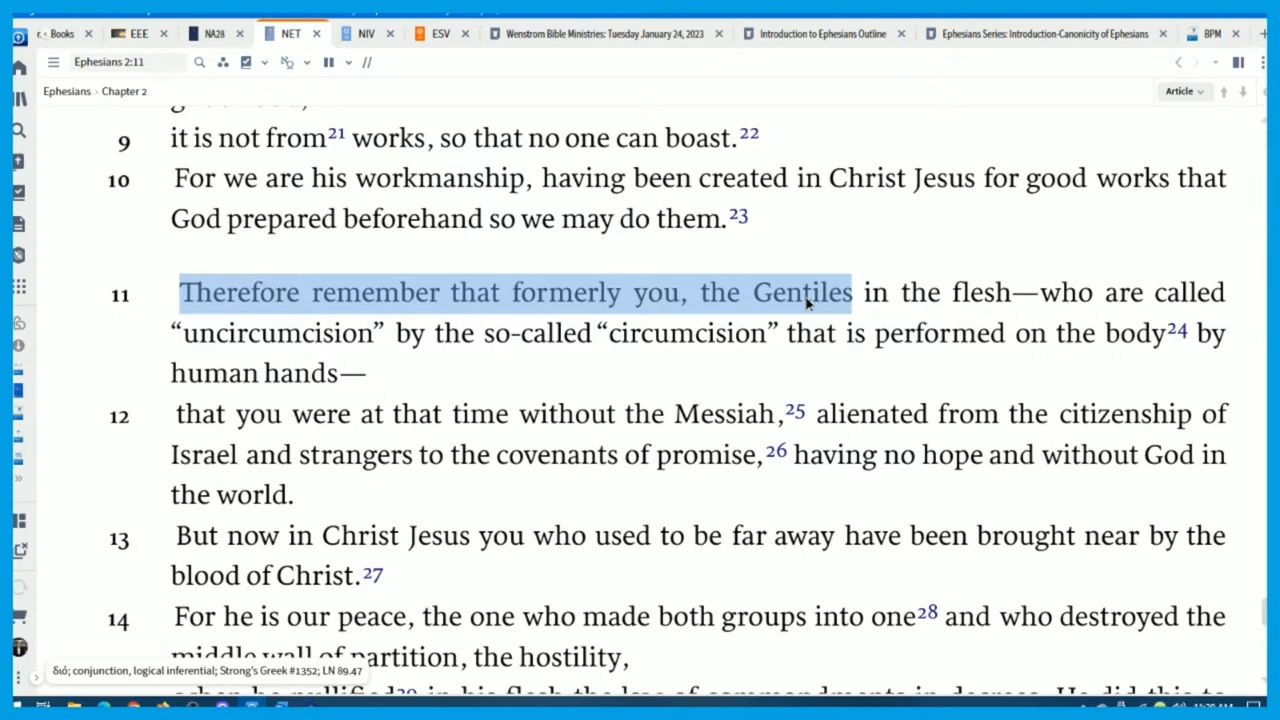 Books EEE NA28 NET NIV ESV Wenstrom Bible Ministries: Tuesday January 24, 2023 Introduction to Ephesians Outline Ephesians Series: Introduction-Canonicity of Ephesians BPM
Ephesians 2:11
Ephesians › Chapter 2 Article
9 it is not from21 works, so that no one can boast.22
10 For we are his workmanship, having been created in Christ Jesus for good works that
God prepared beforehand so we may do them.23
11 Therefore remember that formerly you, the Gentiles in the flesh—who are called
“uncircumcision” by the so-called “circumcision” that is performed on the body24 by
human hands—
12 that you were at that time without the Messiah,25 alienated from the citizenship of
Israel and strangers to the covenants of promise,26 having no hope and without God in
the world.
13 But now in Christ Jesus you who used to be far away have been brought near by the
blood of Christ.27
14 For he is our peace, the one who made both groups into one28 and who destroyed the
middle wall of partition, the hostility,
διό; conjunction, logical inferential; Strong's Greek #1352; LN 89.47